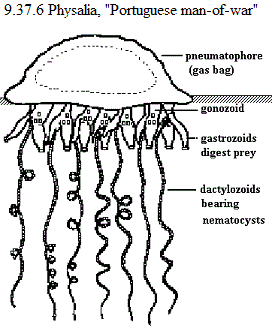 9.37.6 Physalia, "Portuguese man-of-war"
pneumatophore
(gas bag)
gonozoid
gastrozoids
digest prey
dactylozoids
bearing
nematocysts